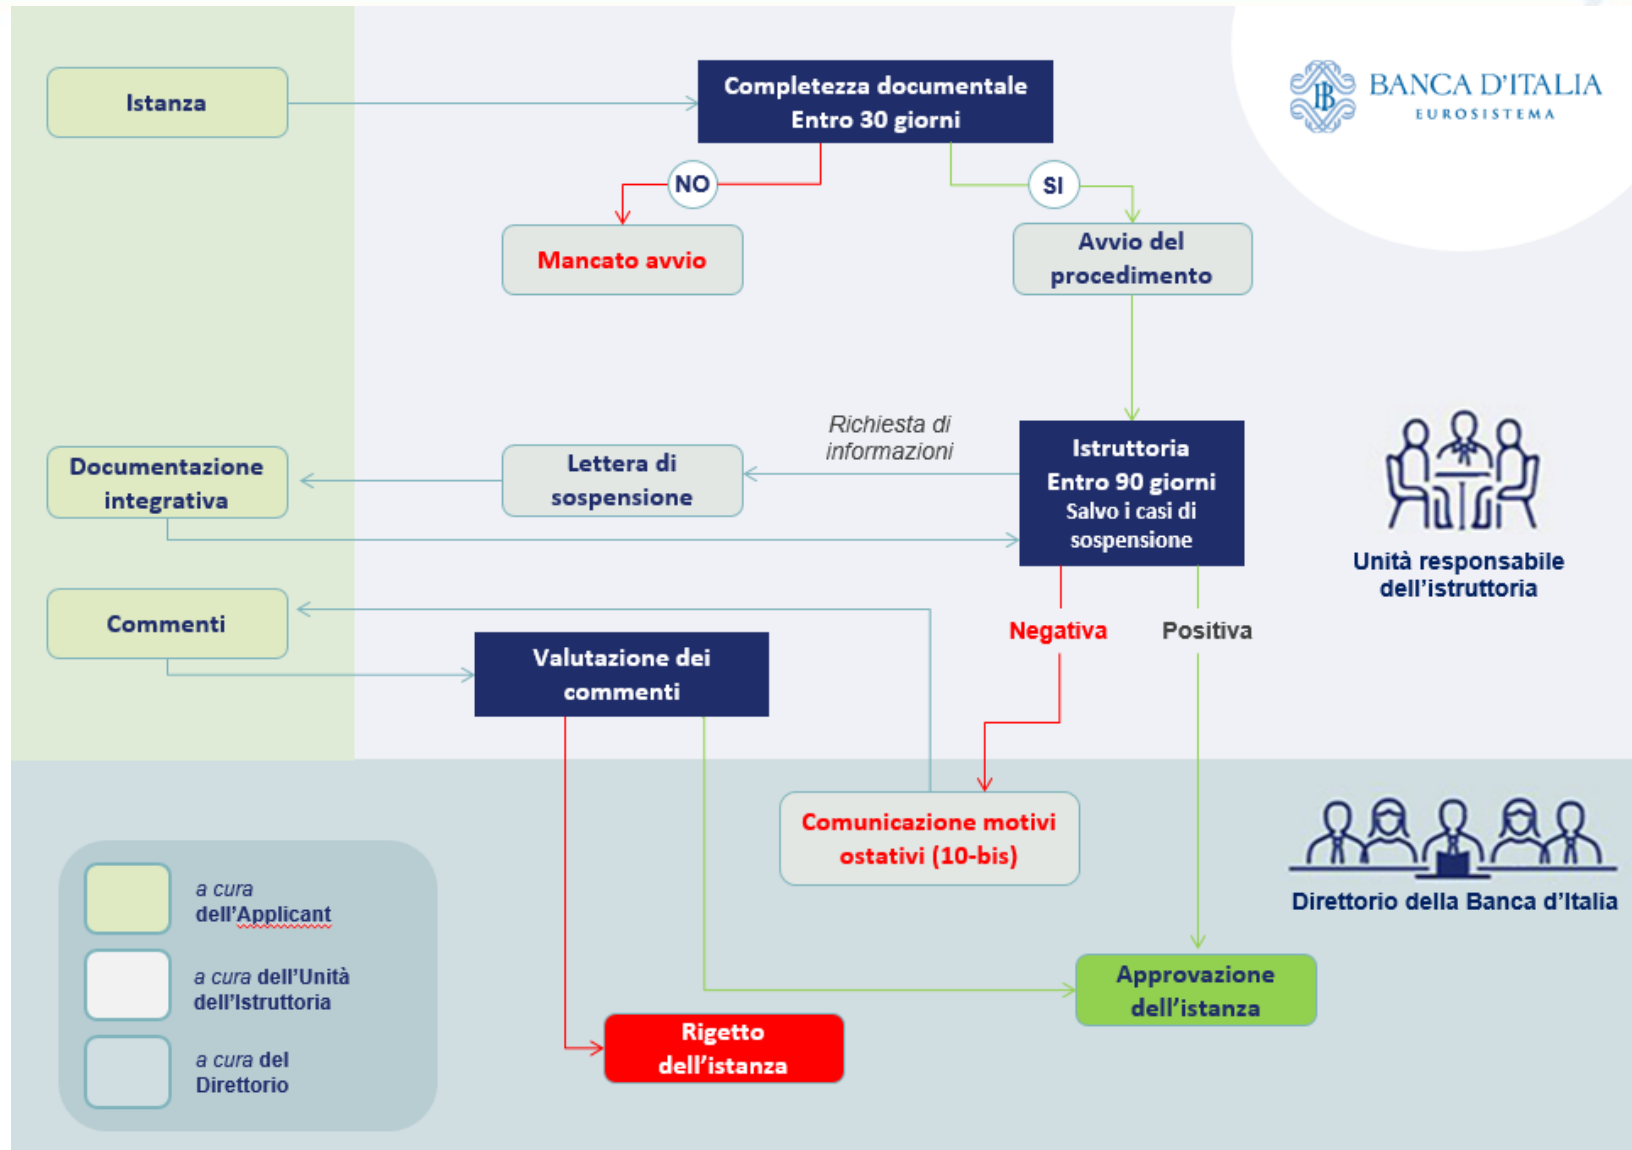 Istanza
Completezza documentale
Entro 30 giorni
BANCA D'ITALIA
EUROSISTEMA
NO
SI
Mancato avvio
Avvio del
procedimento
Richiesta di
informazioni
Documentazione
integrativa
Lettera di
sospensione
Istruttoria
Entro 90 giorni
Salvo i casi di
sospensione
Unità responsabile
dell'istruttoria
Commenti
Negativa
Positiva
Valutazione dei
commenti
Comunicazione motivi
ostativi (10-bis)
Direttorio della Banca d'Italia
a cura
dell'Applicant
a cura dell'Unità
dell'Istruttoria
a cura del
Direttorio
Approvazione
dell'istanza
Rigetto
dell'istanza